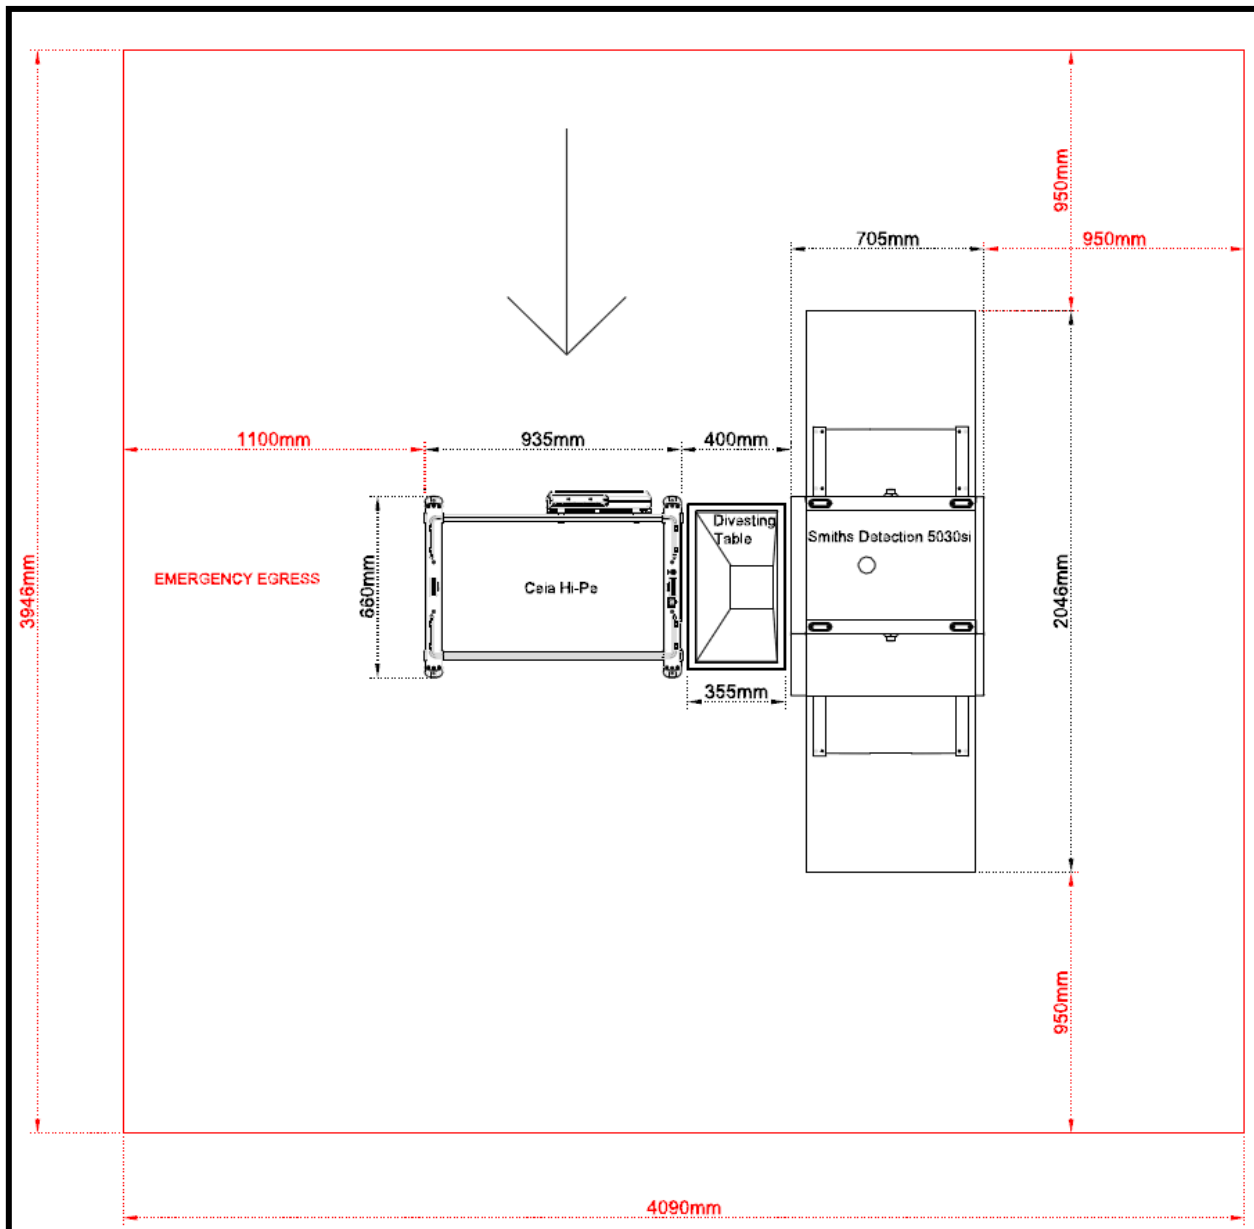 950mm
705mm
950mm
1100mm
935mm
400mm
Divesting
Table
Smiths Detection 5030si
3946mm
EMERGENCY EGRESS
660mm
Ceia Hi-Pe
2046mm
355mm
950mm
4090mm